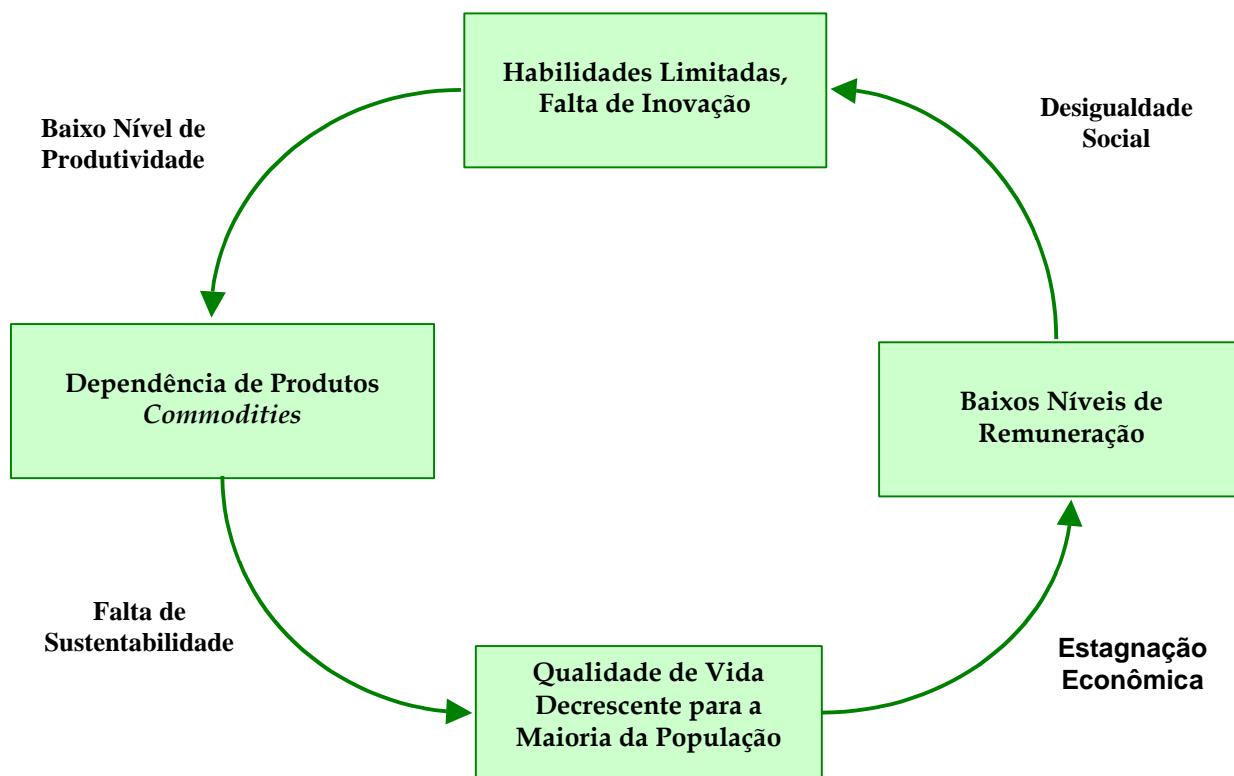 Habilidades Limitadas,
Falta de Inovação
Desigualdade
Social
Baixo Nível de
Produtividade
Dependência de Produtos
Commodities
Baixos Níveis de
Remuneração
Falta de
Sustentabilidade
Qualidade de Vida
Decrescente para a
Maioria da População
Estagnação
Econômica